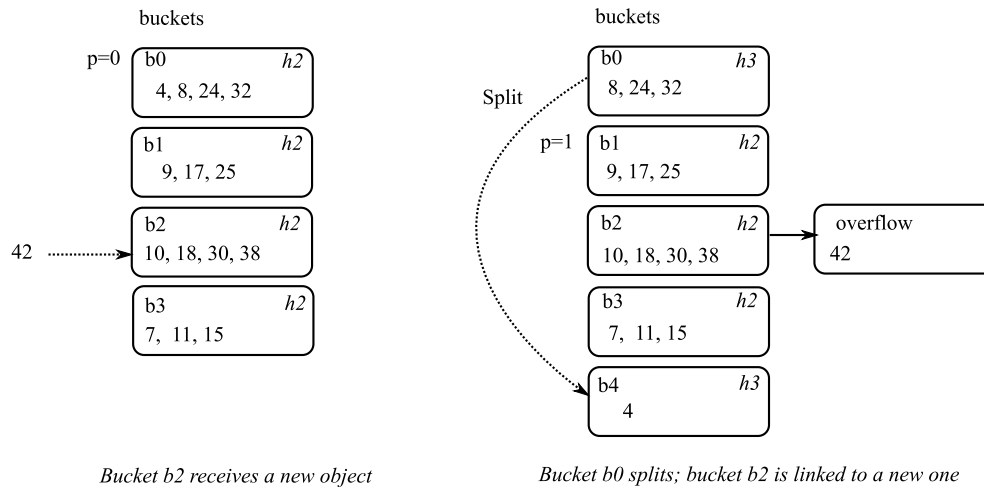 buckets
p=0
b0 h2
4, 8, 24, 32
b1 h2
9, 17, 25
b2 h2
42
10, 18, 30, 38
b3 h2
7, 11, 15
Bucket b2 receives a new object
buckets
b0 h3
8, 24, 32
Split
p=1
b1 h2
9, 17, 25
b2 h2
10, 18, 30, 38
overflow
42
b3 h2
7, 11, 15
b4 h3
4
Bucket b0 splits; bucket b2 is linked to a new one